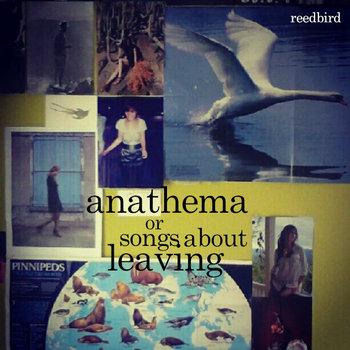 reedbird
anathema
or
songs about
leaving
PINNIPEDS